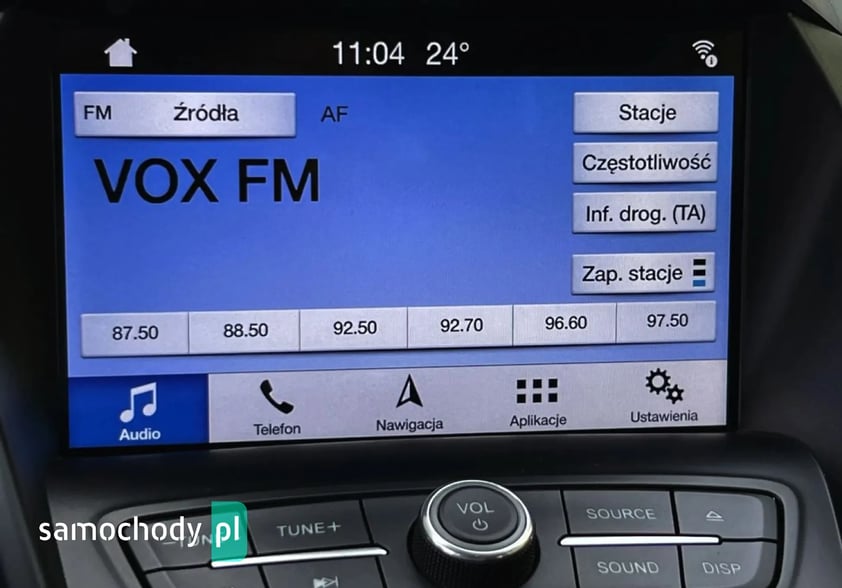 11:04 24°
FM Źródła AF Stacje
VOX FM
Częstotliwość
Inf. drog. (TA)
Zap. stacje
87.50 88.50 92.50 92.70 96.60 97.50
Audio Telefon Nawigacja Aplikacje Ustawienia
VOL
TUNE+ SOURCE
samochody.pl
SOUND DISP